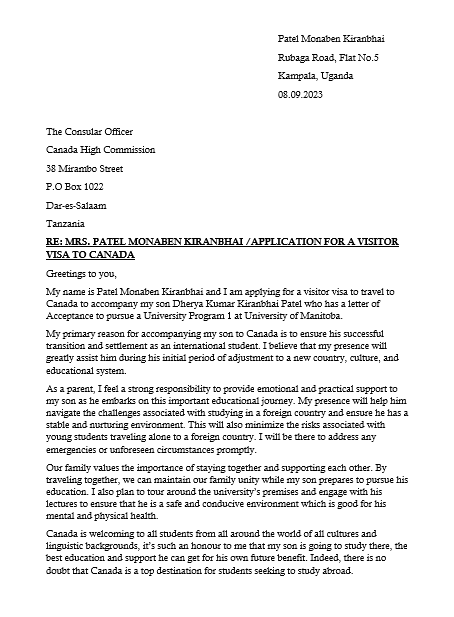 Patel Monaben Kiranbhai
Rubaga Road, Flat No.5
Kampala, Uganda
08.09.2023
The Consular Officer
Canada High Commission
38 Mirambo Street
P.O Box 1022
Dar-es-Salaam
Tanzania
RE: MRS. PATEL MONABEN KIRANBHAI /APPLICATION FOR A VISITOR
VISA TO CANADA
Greetings to you,
My name is Patel Monaben Kiranbhai and I am applying for a visitor visa to travel to
Canada to accompany my son Dherya Kumar Kiranbhai Patel who has a letter of
Acceptance to pursue a University Program 1 at University of Manitoba.
My primary reason for accompanying my son to Canada is to ensure his successful
transition and settlement as an international student. I believe that my presence will
greatly assist him during his initial period of adjustment to a new country, culture, and
educational system.
As a parent, I feel a strong responsibility to provide emotional and practical support to
my son as he embarks on this important educational journey. My presence will help him
navigate the challenges associated with studying in a foreign country and ensure he has a
stable and nurturing environment. This will also minimize the risks associated with
young students traveling alone to a foreign country. I will be there to address any
emergencies or unforeseen circumstances promptly.
Our family values the importance of staying together and supporting each other. By
traveling together, we can maintain our family unity while my son prepares to pursue his
education. I also plan to tour around the university's premises and engage with his
lectures to ensure that he is a safe and conducive environment which is good for his
mental and physical health.
Canada is welcoming to all students from all around the world of all cultures and
linguistic backgrounds, it's such an honour to me that my son is going to study there, the
best education and support he can get for his own future benefit. Indeed, there is no
doubt that Canada is a top destination for students seeking to study abroad.